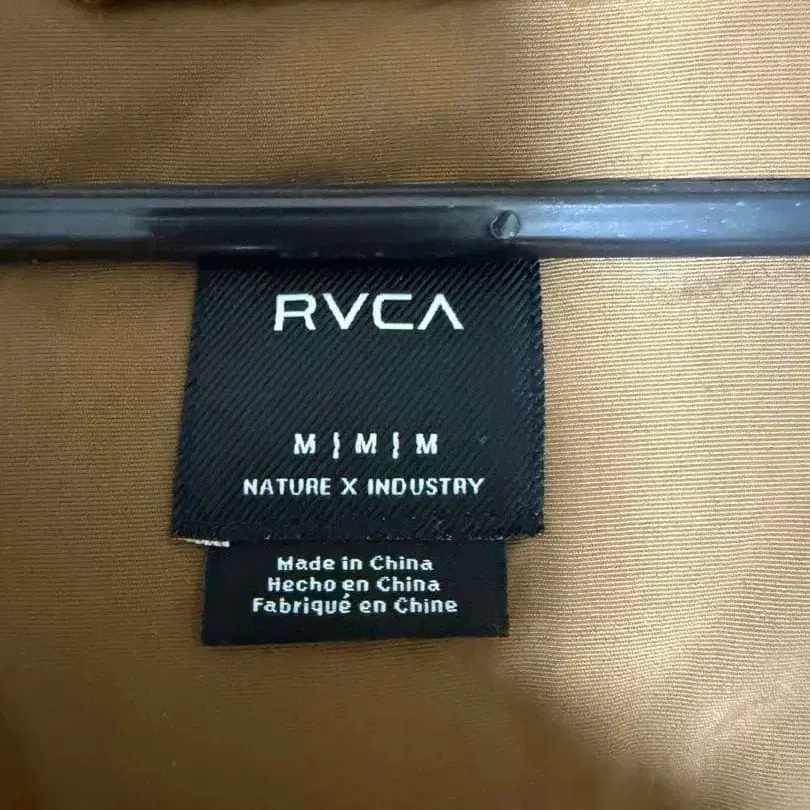 RVCA
M | M | M
NATURE X INDUSTRY
Made in China
Hecho en China
Fabriqué en Chine